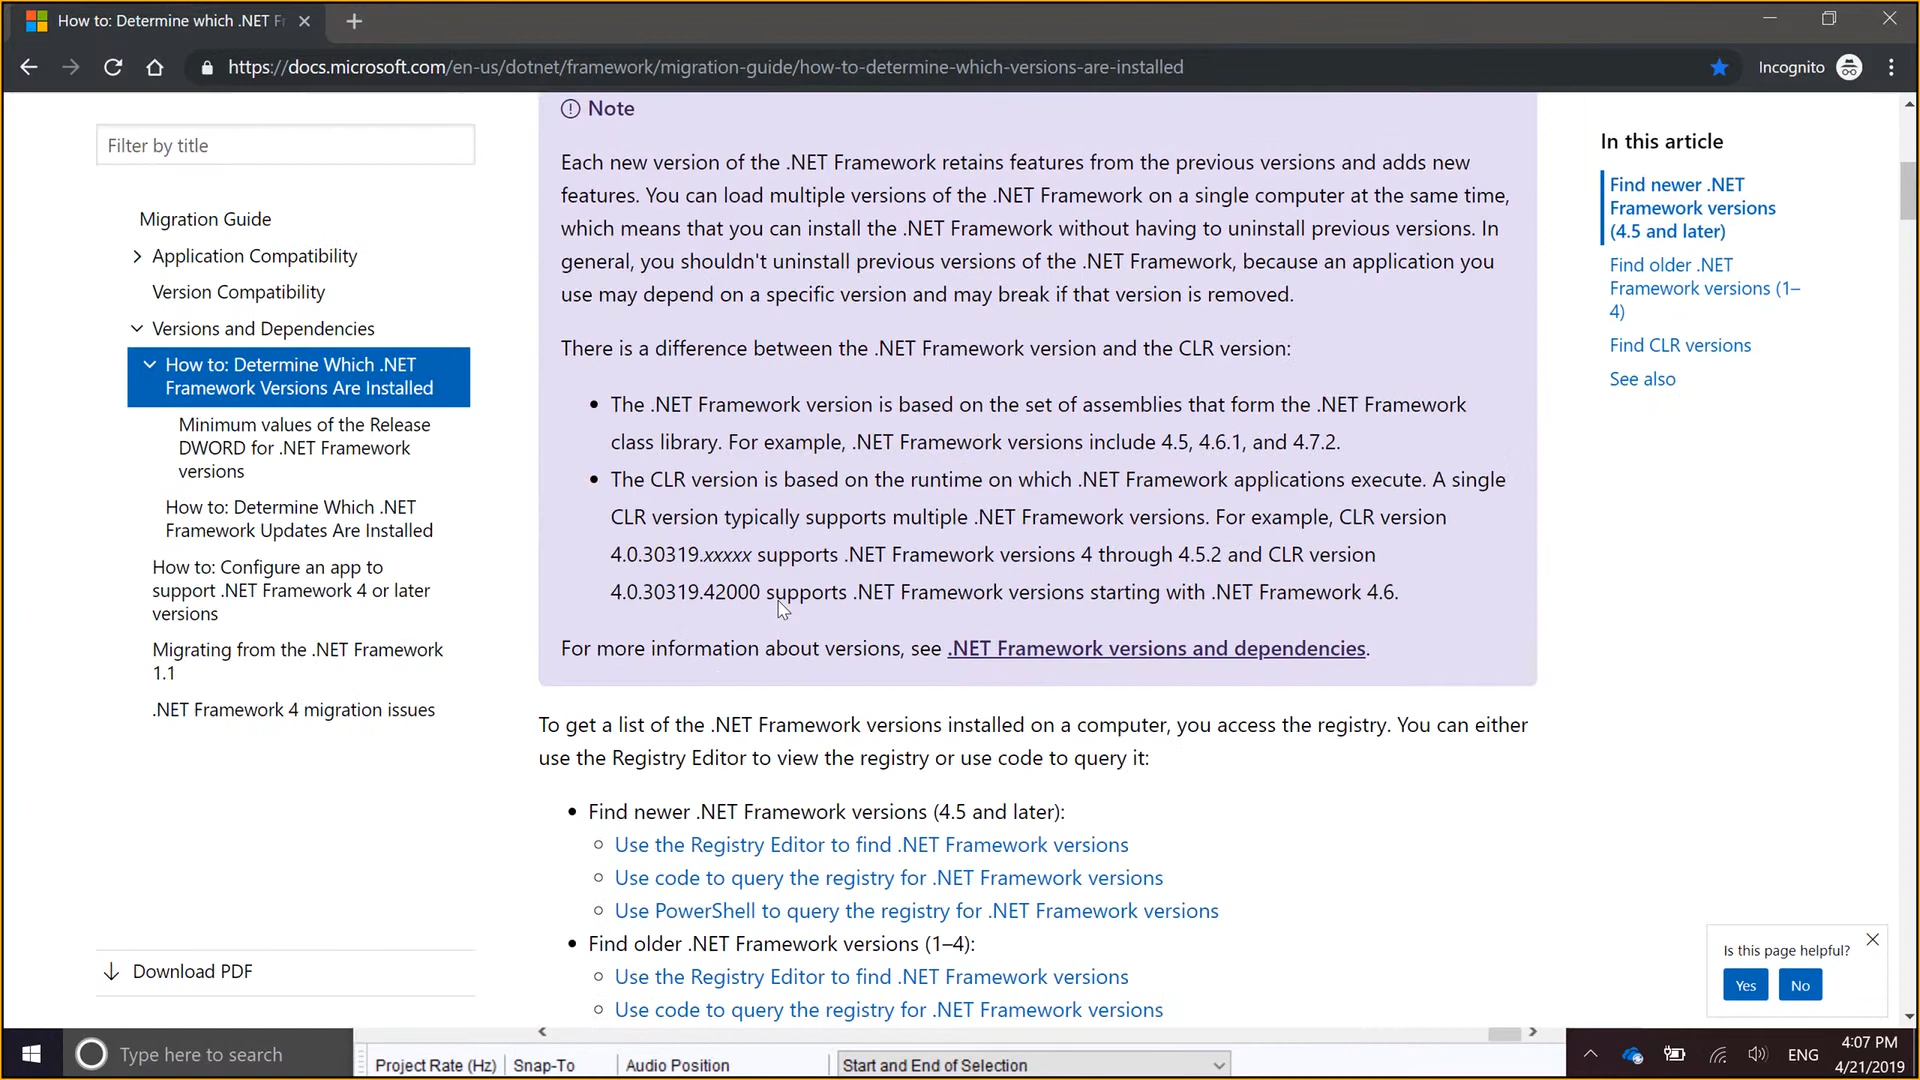 How to: Determine which .NET Fr
https://docs.microsoft.com/en-us/dotnet/framework/migration-guide/how-to-determine-which-versions-are-installed
Incognito
Filter by title
Migration Guide
Application Compatibility
Version Compatibility
Versions and Dependencies
How to: Determine Which .NET
Framework Versions Are Installed
Minimum values of the Release
DWORD for .NET Framework
versions
How to: Determine Which .NET
Framework Updates Are Installed
How to: Configure an app to
support .NET Framework 4 or later
versions
Migrating from the .NET Framework
1.1
.NET Framework 4 migration issues
Download PDF
Note
Each new version of the .NET Framework retains features from the previous versions and adds new
features. You can load multiple versions of the .NET Framework on a single computer at the same time,
which means that you can install the .NET Framework without having to uninstall previous versions. In
general, you shouldn't uninstall previous versions of the .NET Framework, because an application you
use may depend on a specific version and may break if that version is removed.
There is a difference between the .NET Framework version and the CLR version:
• The .NET Framework version is based on the set of assemblies that form the .NET Framework
class library. For example, .NET Framework versions include 4.5, 4.6.1, and 4.7.2.
• The CLR version is based on the runtime on which .NET Framework applications execute. A single
CLR version typically supports multiple .NET Framework versions. For example, CLR version
4.0.30319.xxxxx supports .NET Framework versions 4 through 4.5.2 and CLR version
4.0.30319.42000 supports .NET Framework versions starting with .NET Framework 4.6.
For more information about versions, see .NET Framework versions and dependencies.
To get a list of the .NET Framework versions installed on a computer, you access the registry. You can either
use the Registry Editor to view the registry or use code to query it:
• Find newer .NET Framework versions (4.5 and later):
○ Use the Registry Editor to find .NET Framework versions
○ Use code to query the registry for .NET Framework versions
○ Use PowerShell to query the registry for .NET Framework versions
• Find older .NET Framework versions (1–4):
○ Use the Registry Editor to find .NET Framework versions
○ Use code to query the registry for .NET Framework versions
In this article
Find newer .NET
Framework versions
(4.5 and later)
Find older .NET
Framework versions (1–
4)
Find CLR versions
See also
Is this page helpful?
Yes No
Type here to search
Project Rate (Hz) Snap-To Audio Position Start and End of Selection
ENG
4:07 PM
4/21/2019